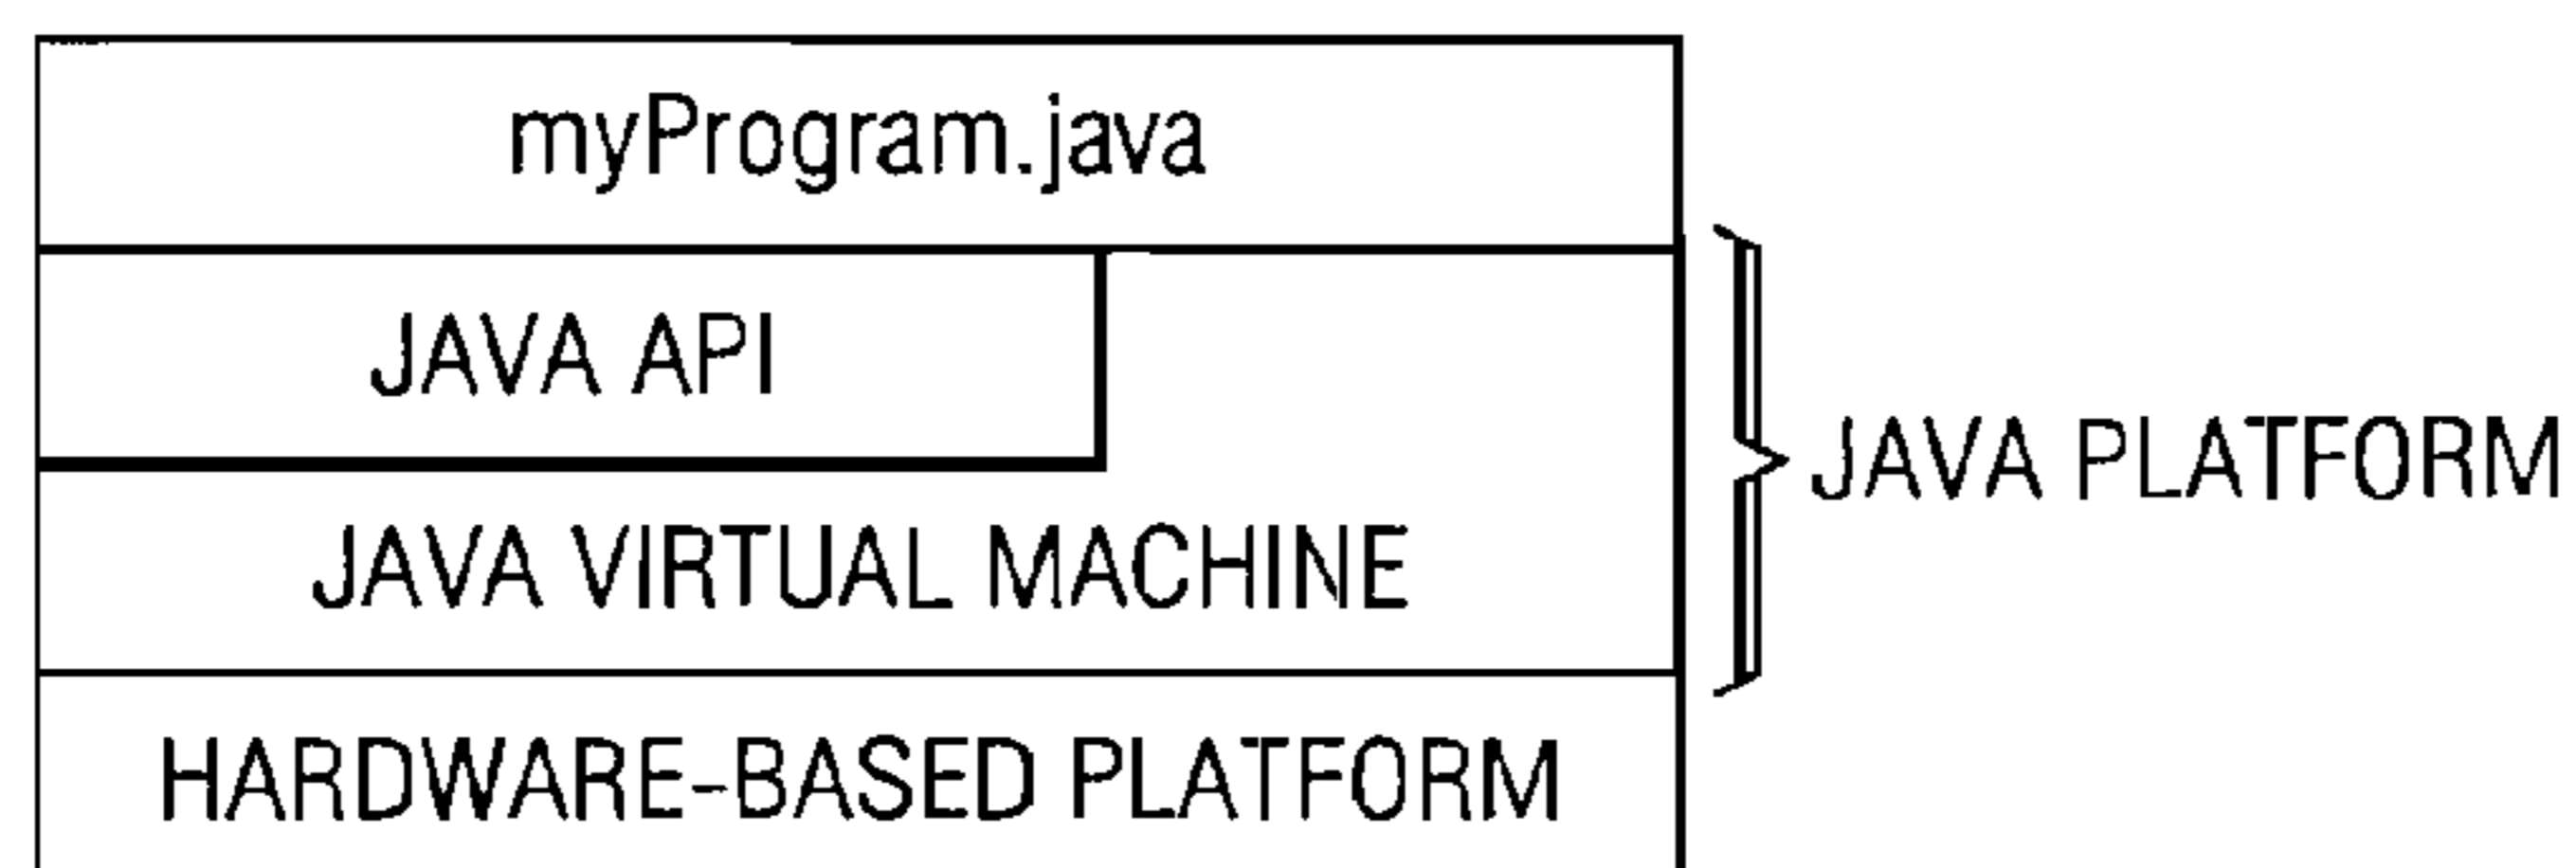 myProgram.java
JAVA API
JAVA PLATFORM
JAVA VIRTUAL MACHINE
HARDWARE-BASED PLATFORM